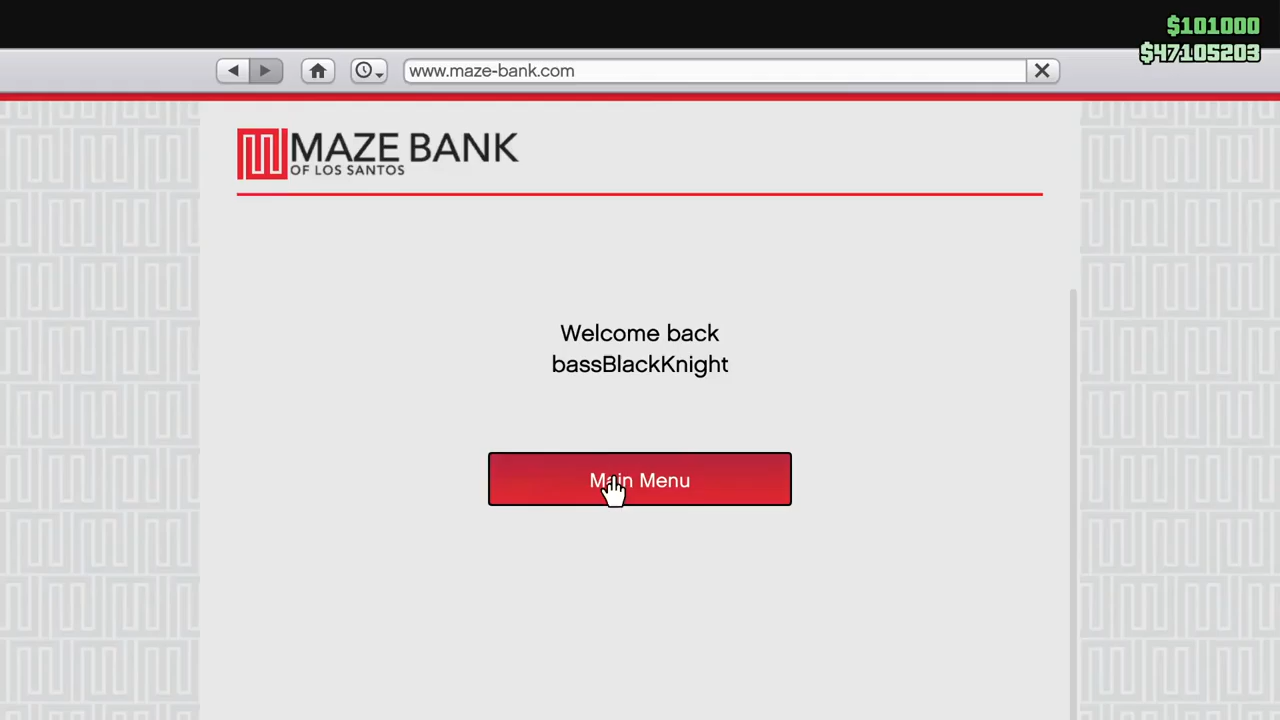 $101000
$47105203
www.maze-bank.com
MAZE BANK
OF LOS SANTOS
Welcome back
bassBlackKnight
Main Menu